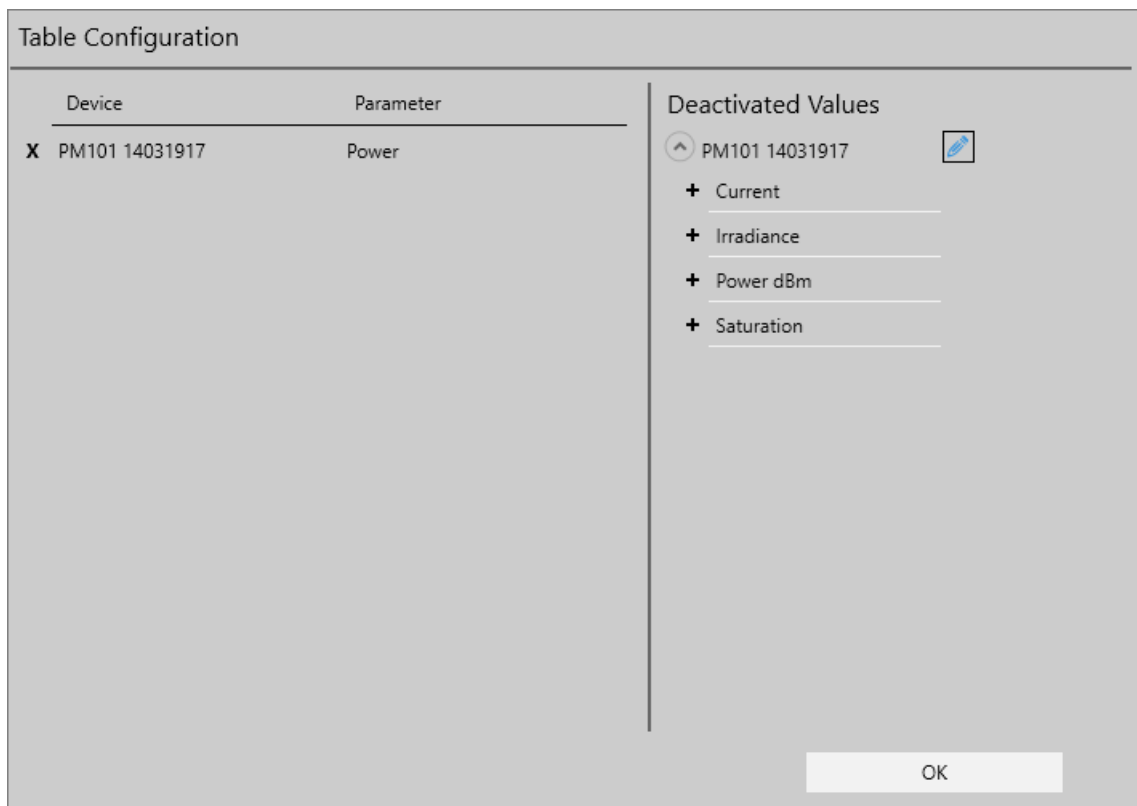 Table Configuration
Device Parameter
X PM101 14031917 Power
Deactivated Values
PM101 14031917
+ Current
+ Irradiance
+ Power dBm
+ Saturation
OK